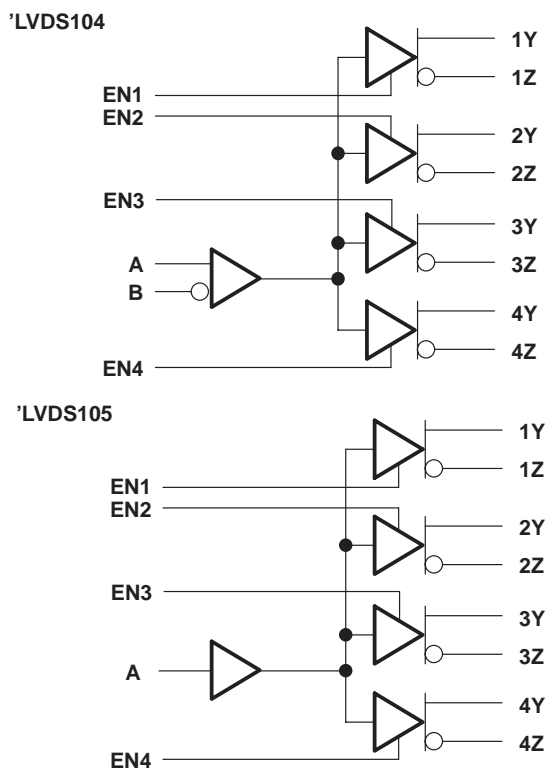 ’LVDS104
1Y
1Z
EN1
EN2
2Y
2Z
EN3
3Y
A
3Z
B
4Y
4Z
EN4
’LVDS105
1Y
1Z
EN1
EN2
2Y
2Z
EN3
3Y
3Z
A
4Y
4Z
EN4